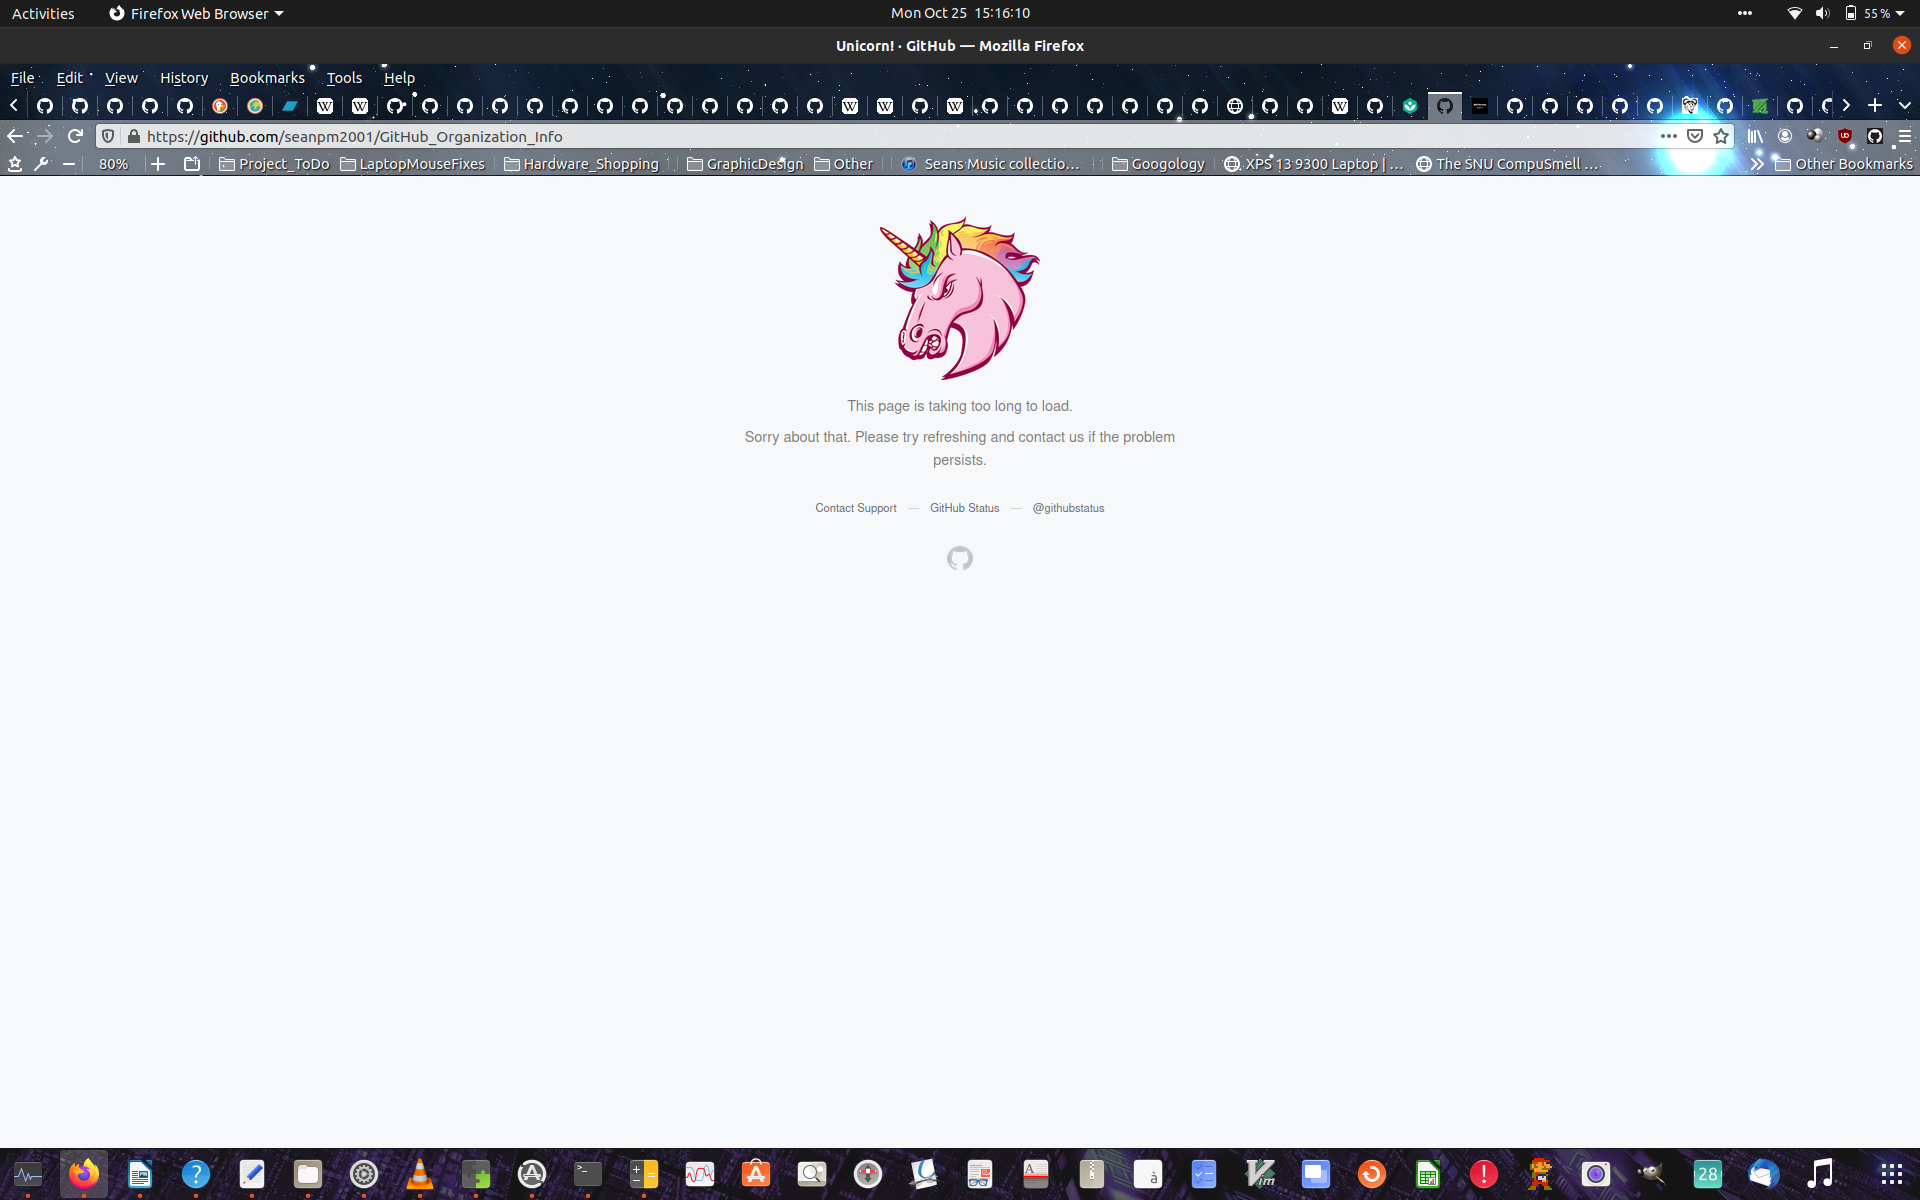 Activities Firefox Web Browser Mon Oct 25 15:16:10 55 %
Unicorn! · GitHub — Mozilla Firefox
File Edit View History Bookmarks Tools Help
https://github.com/seanpm2001/GitHub_Organization_Info
80% Project_ToDo LaptopMouseFixes Hardware_Shopping GraphicDesign Other Seans Music collectio… Googology XPS 13 9300 Laptop | … The SNU CompuSmell … Other Bookmarks
This page is taking too long to load.
Sorry about that. Please try refreshing and contact us if the problem
persists.
Contact Support — GitHub Status — @githubstatus
28